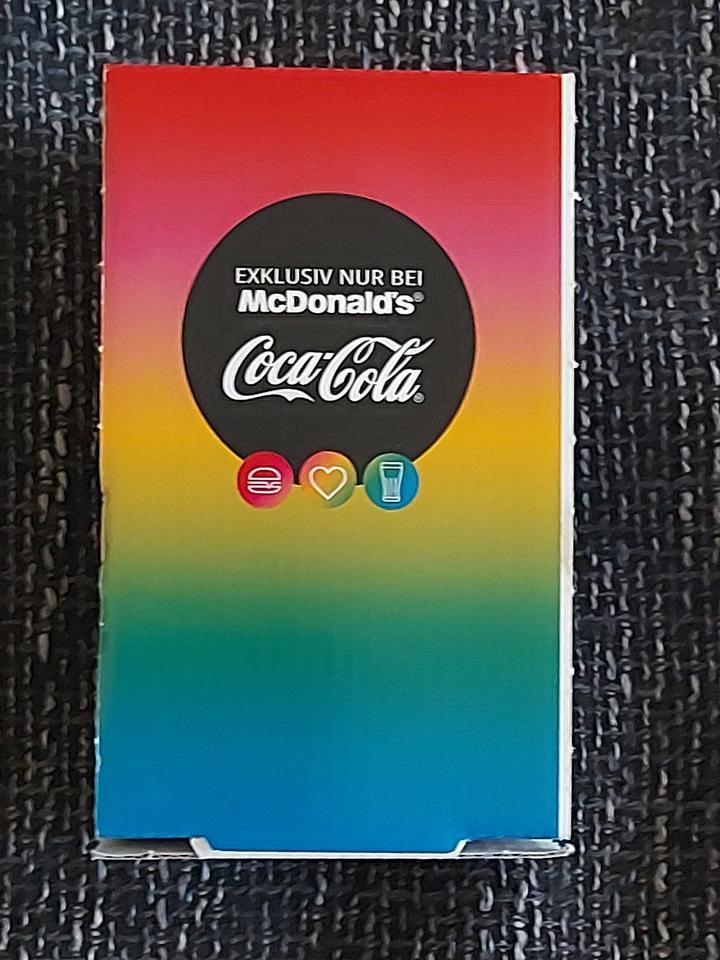 EXKLUSIV NUR BEI
McDonald's®
Coca-Cola®